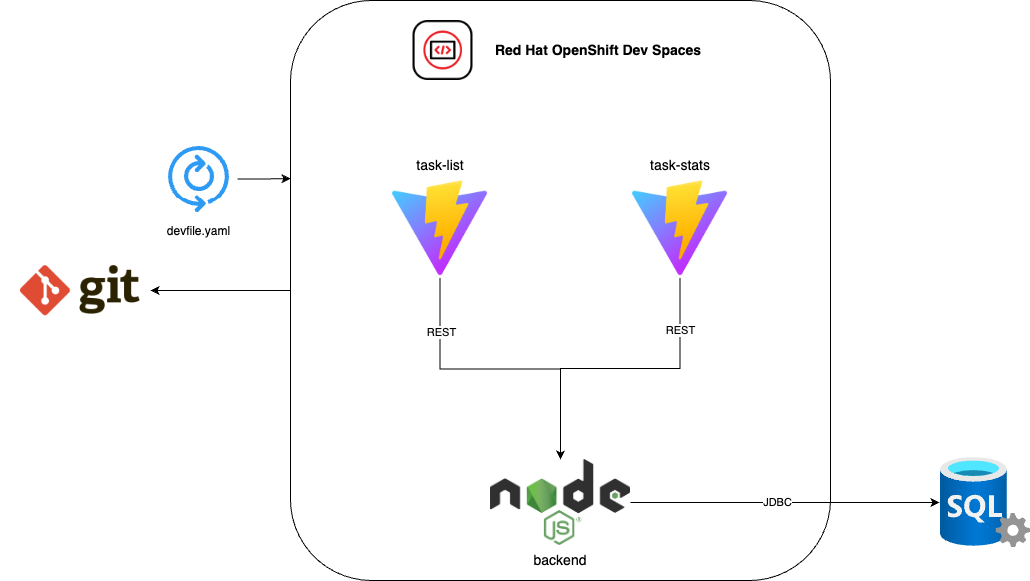 Red Hat OpenShift Dev Spaces
task-list
task-stats
devfile.yaml
git
REST
REST
node
JS
JDBC
SQL
backend